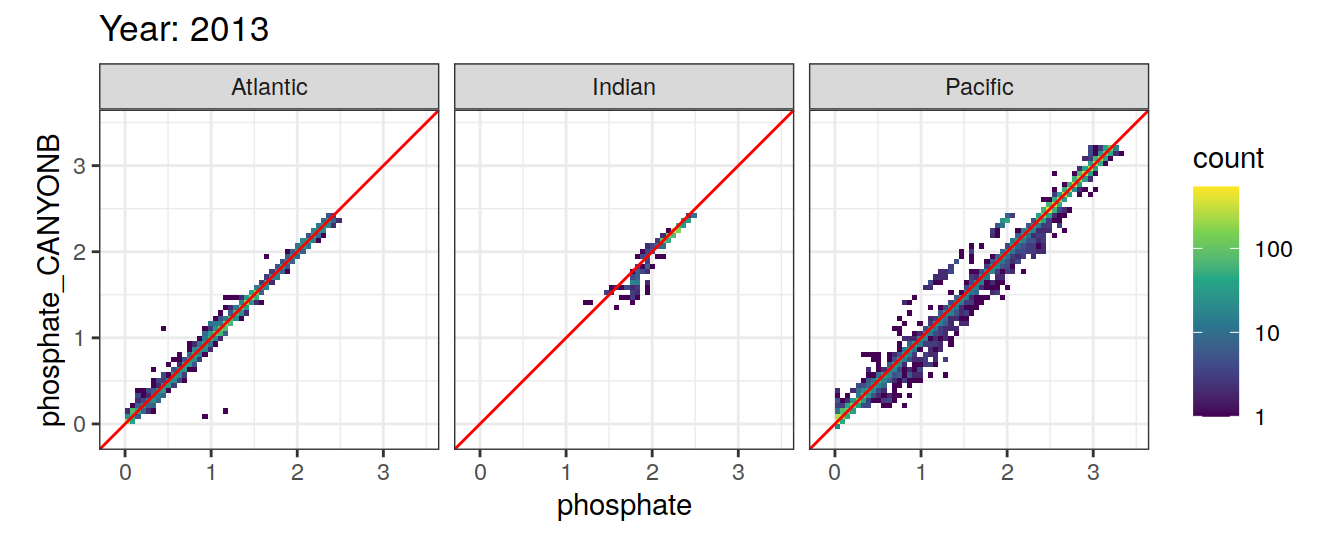 Year: 2013
Atlantic
Indian
Pacific
phosphate_CANYONB
3
2
1
0
0 1 2 3
0 1 2 3
0 1 2 3
phosphate
count
100
10
1